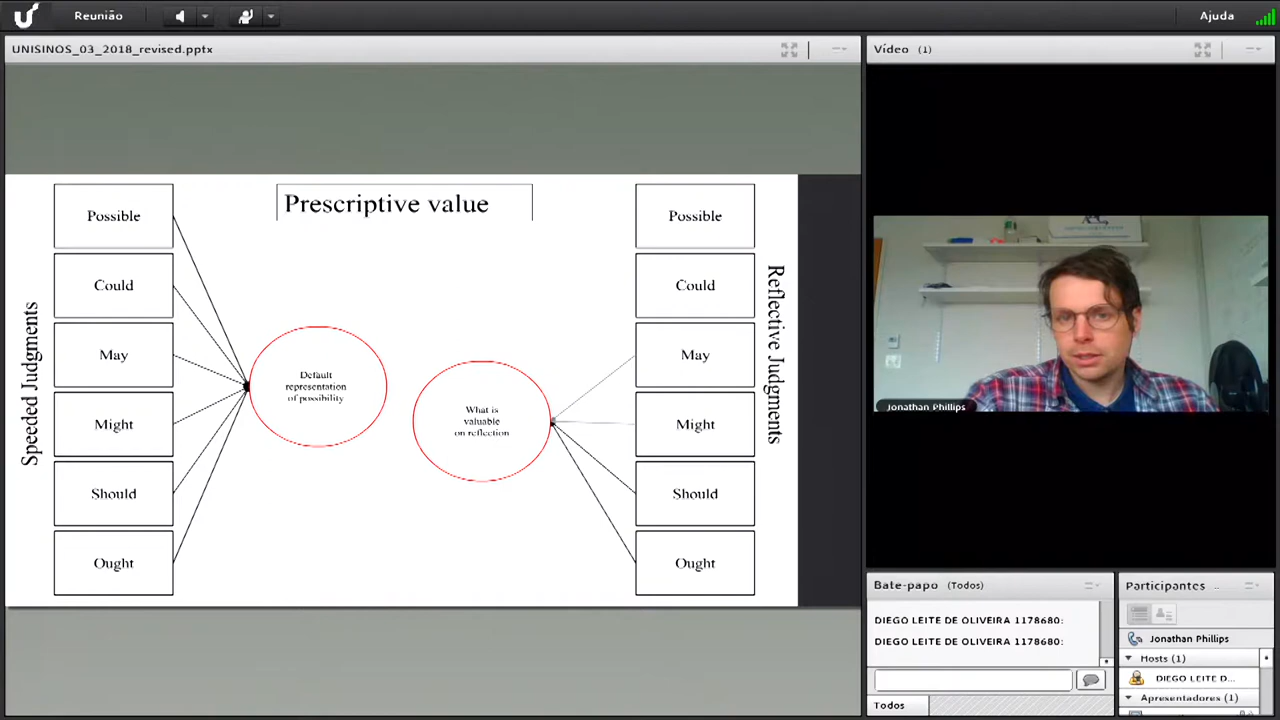 Reunião
Ajuda
UNISINOS_03_2018_revised.pptx
Vídeo (1)
Prescriptive value
Speeded Judgments
Possible
Could
May
Might
Should
Ought
Default
representation
of possibility
What is
valuable
on reflection
Possible
Could
May
Might
Should
Ought
Reflective Judgments
Jonathan Phillips
Bate-papo (Todos)
DIEGO LEITE DE OLIVEIRA 1178680:
DIEGO LEITE DE OLIVEIRA 1178680:
Todos
Participantes ..
Jonathan Phillips
Hosts (1)
DIEGO LEITE D...
Apresentadores (1)